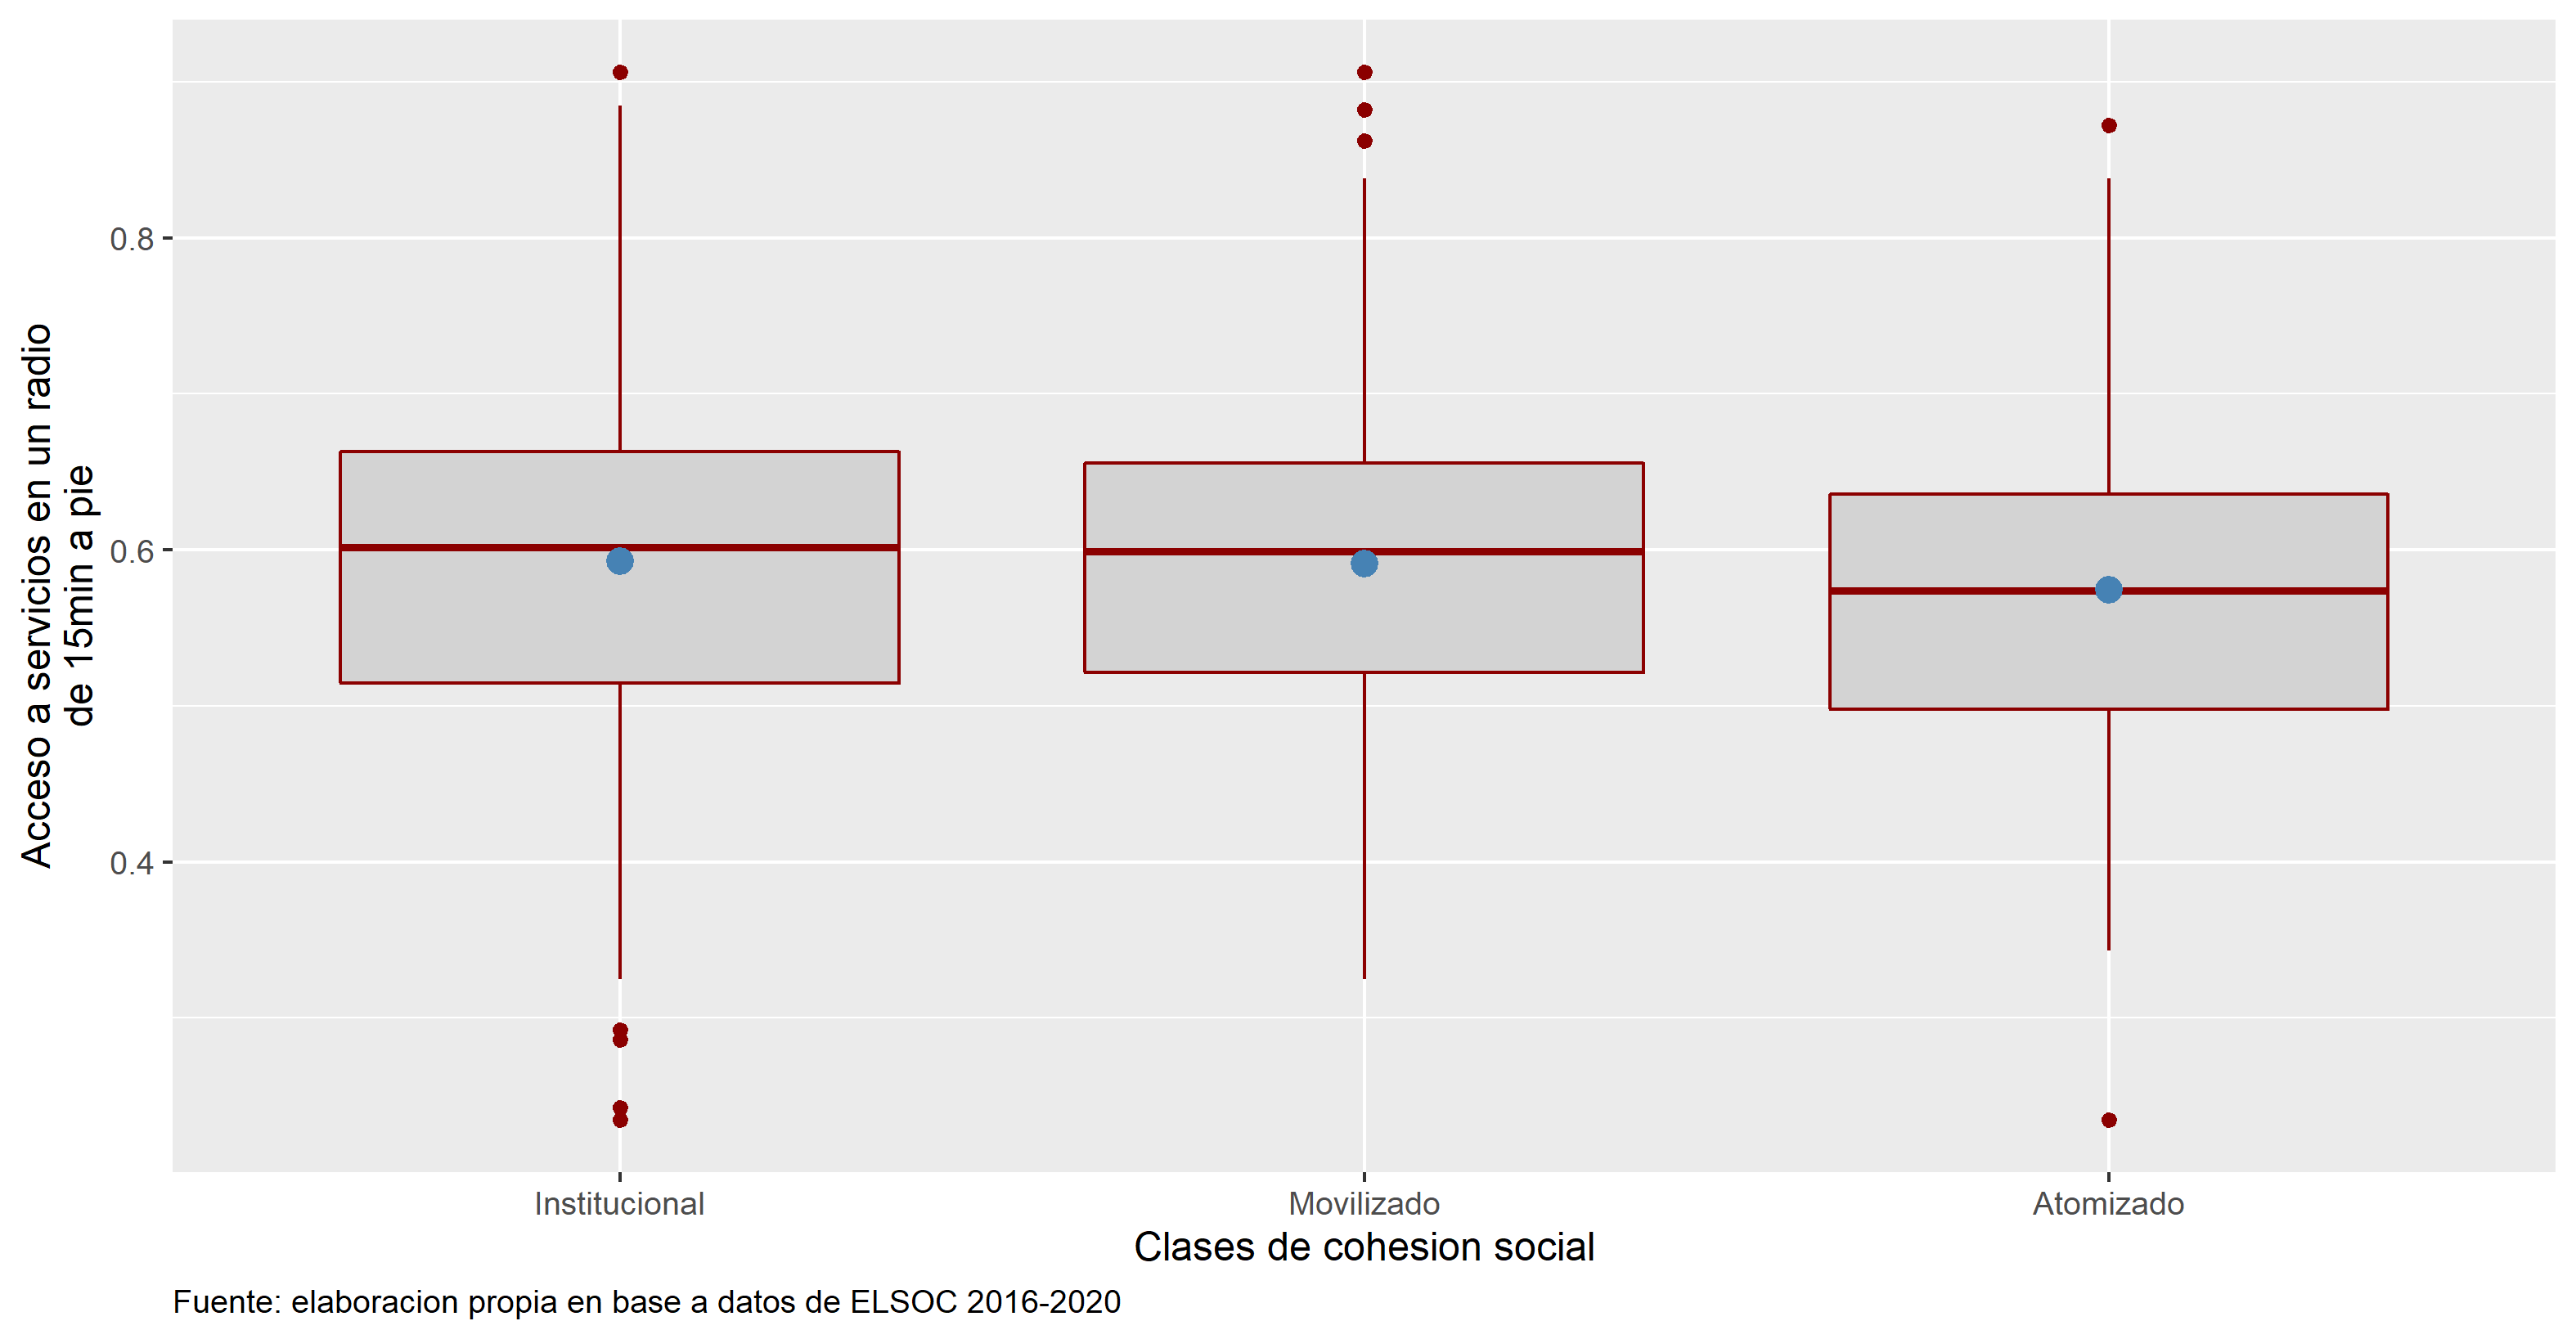 Acceso a servicios en un radio
de 15min a pie
0.8
0.6
0.4
Institucional
Movilizado
Atomizado
Clases de cohesion social
Fuente: elaboracion propia en base a datos de ELSOC 2016-2020